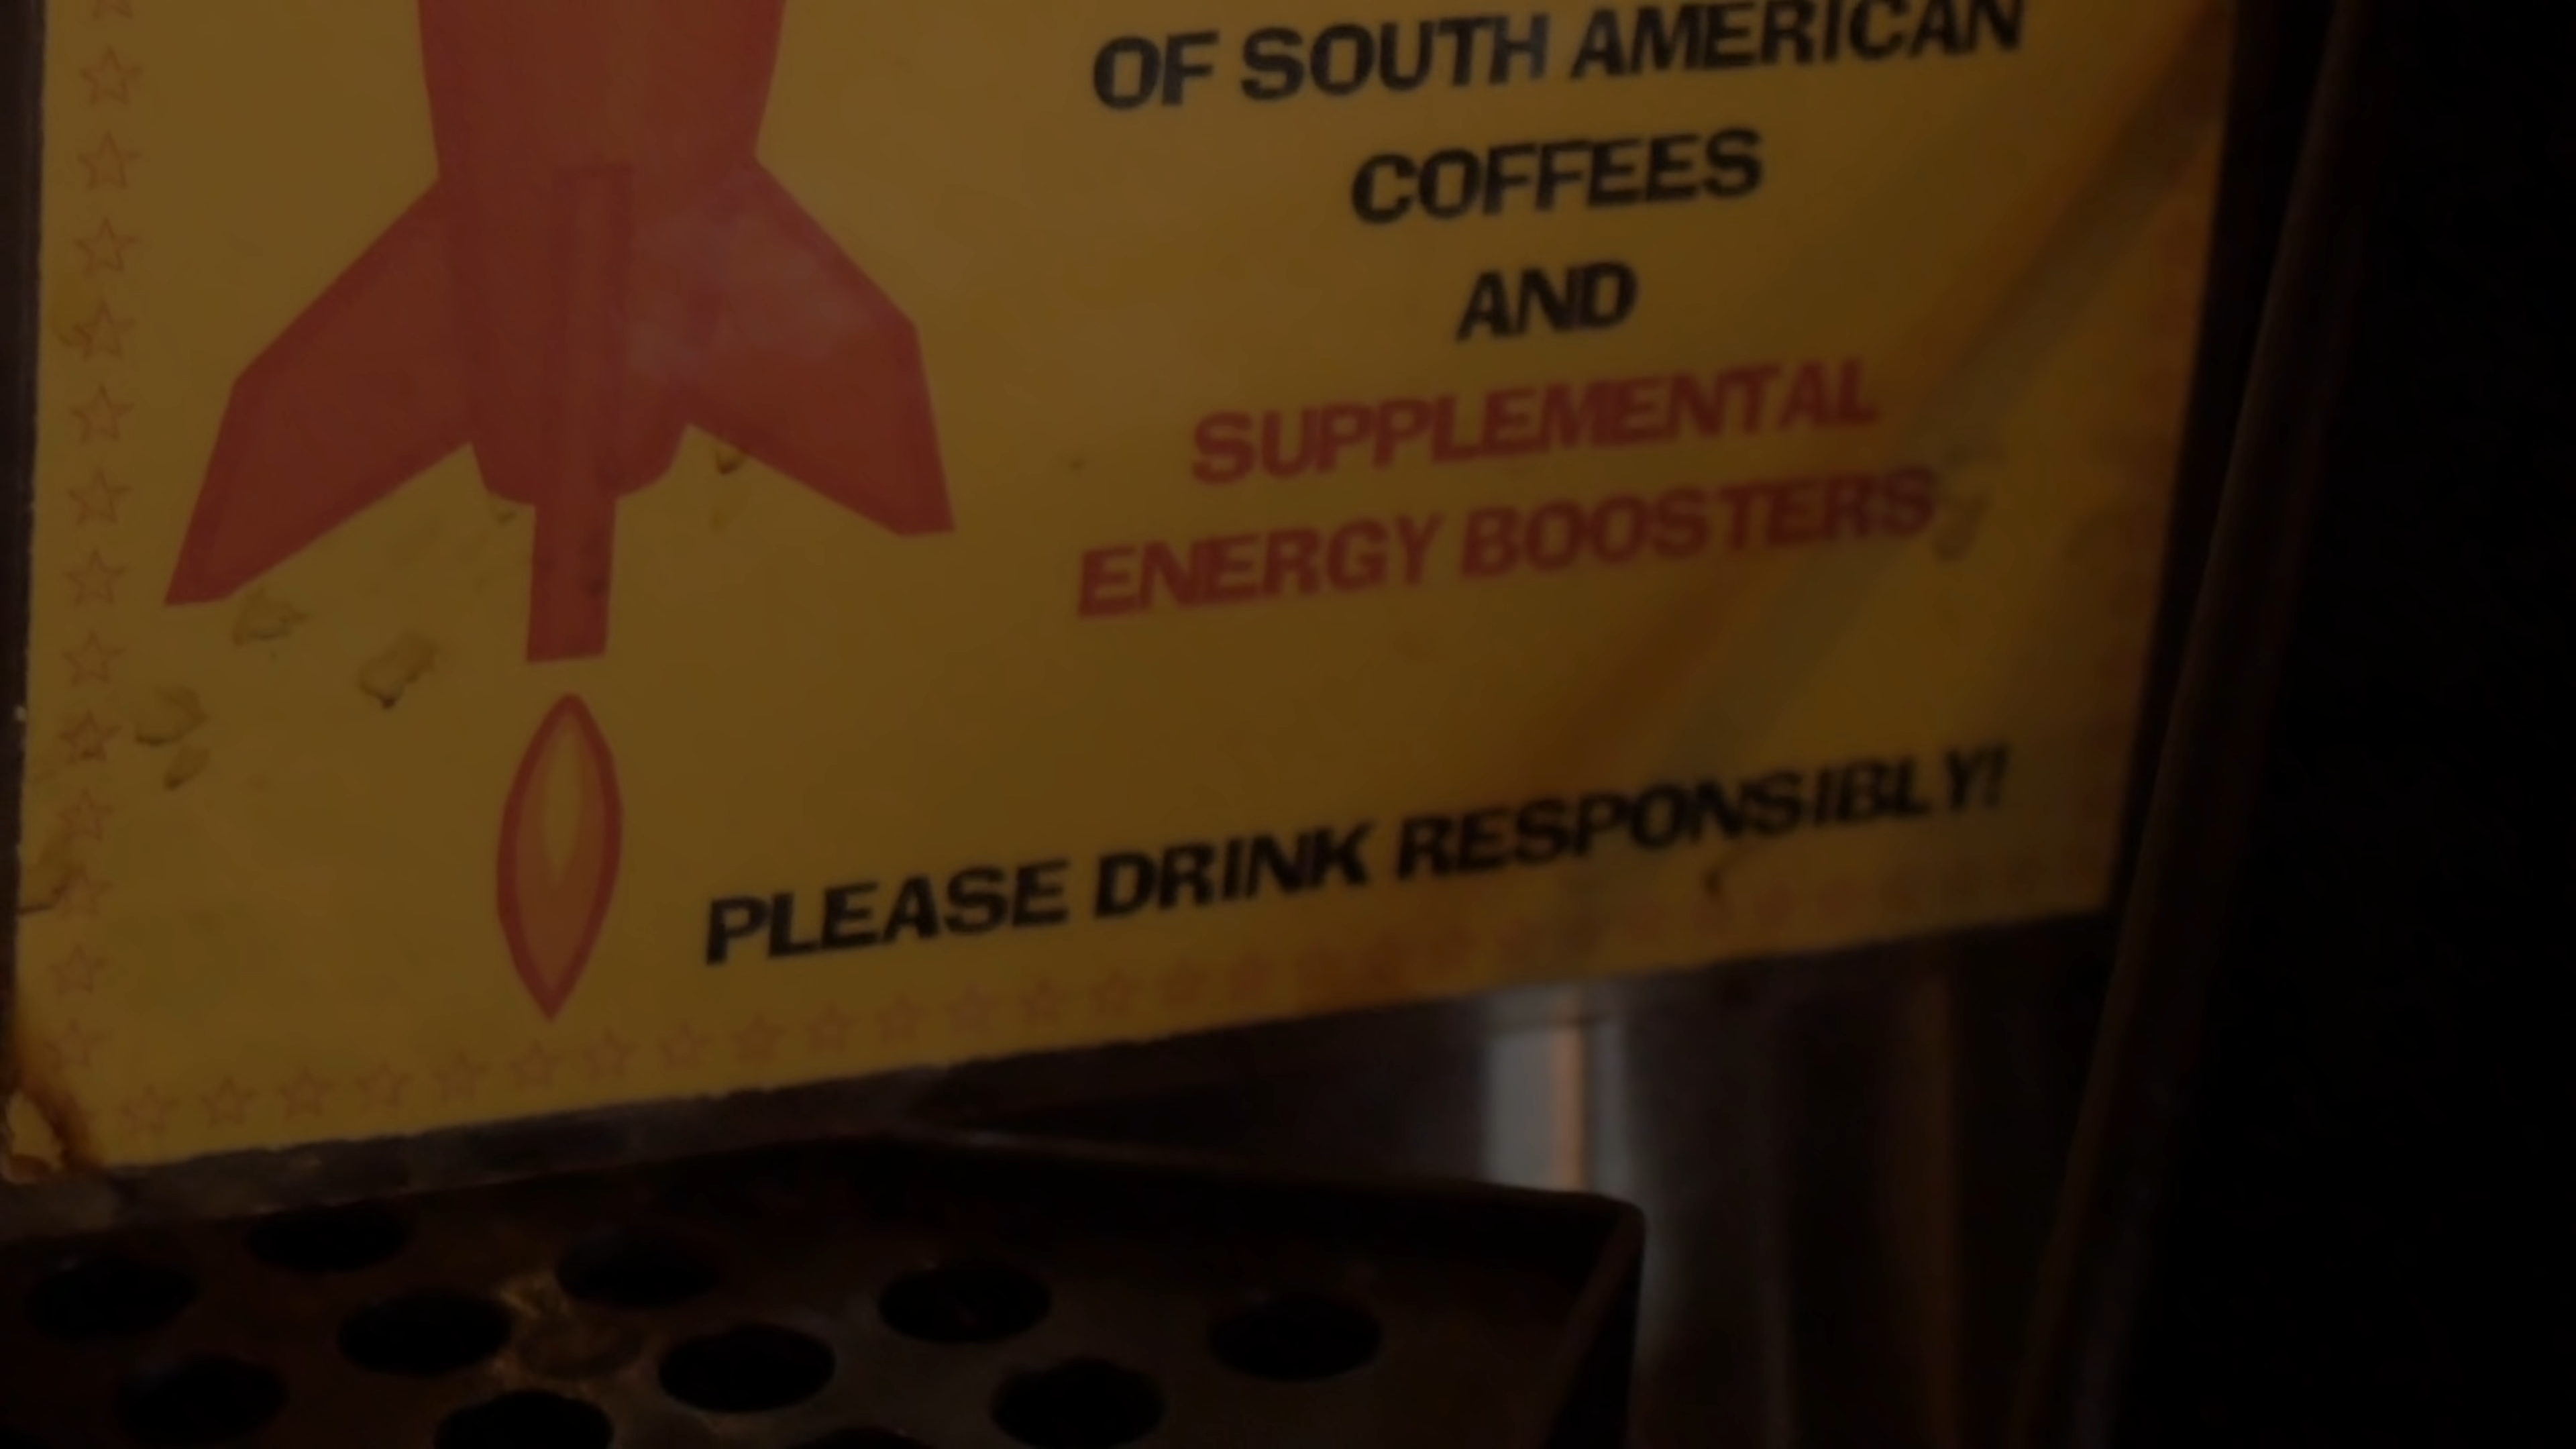 OF SOUTH AMERICAN
COFFEES
AND
SUPPLEMENTAL
ENERGY BOOSTERS
PLEASE DRINK RESPONSIBLY!